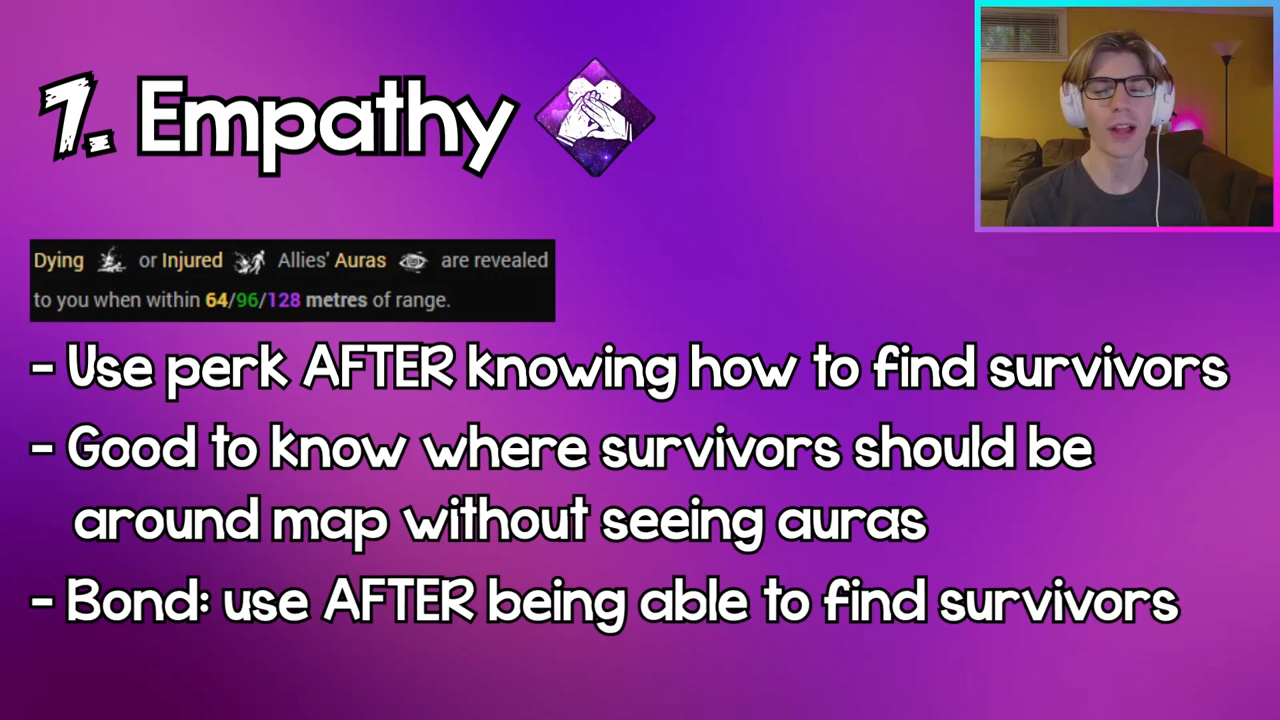 7. Empathy
Dying or Injured Allies' Auras are revealed
to you when within 64/96/128 metres of range.
- Use perk AFTER knowing how to find survivors
- Good to know where survivors should be
around map without seeing auras
- Bond: use AFTER being able to find survivors